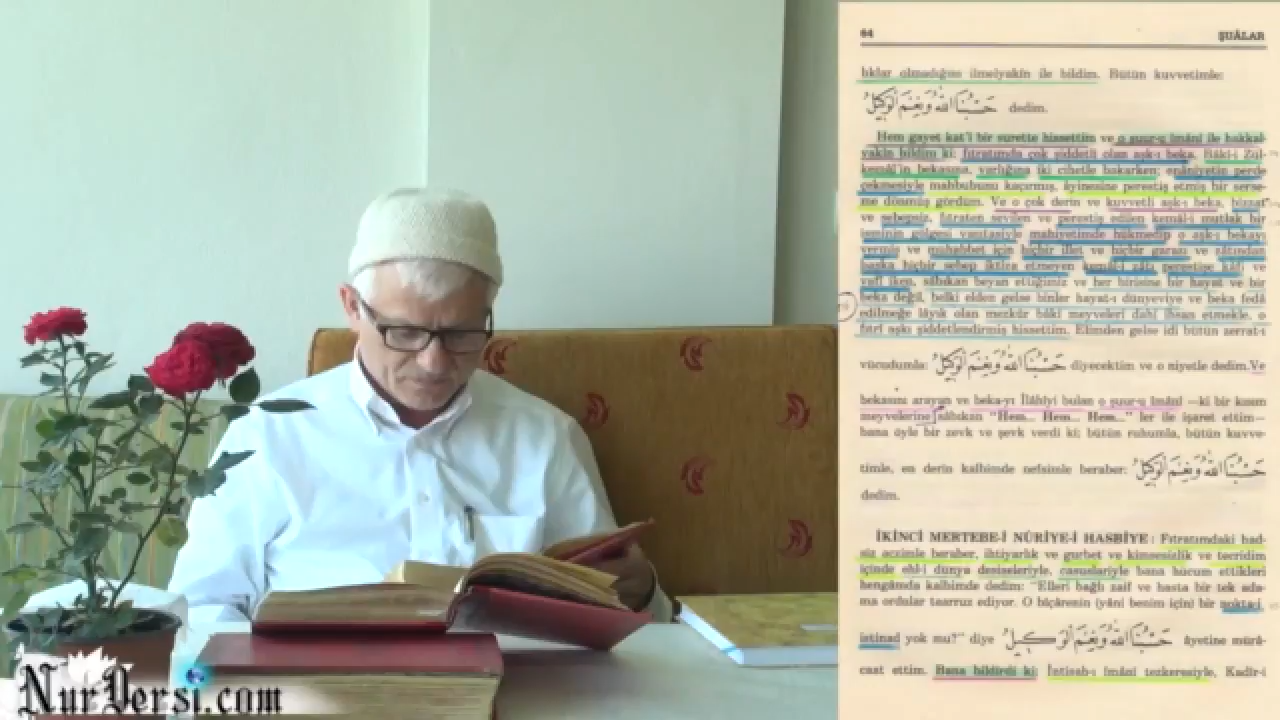 64 ŞUÂLAR
lıklar olmadığını ilmelyakîn ile bildim. Bütün kuvvetimle:
حَسْبُنَا اللّٰهُ وَنِعْمَ الْوَكِيلُ dedim.
Hem gayet kat'î bir surette hissettim ve o şuur-u imânî ile hakkal-
yakîn bildim ki; fıtratımda çok şiddetli olan aşk-ı beka, Bâki-i Zül-
kemâl'in bekasına, varlığına iki cihetle bakarken; enâniyetin perde
çekmesiyle mahbubunu kaçırmış, âyinesine perestiş etmiş bir serse-
me dönmüş gördüm. Ve o çok derin ve kuvvetli aşk-ı beka, bizzat
ve sebepsiz, fıtraten sevilen ve perestiş edilen kemâl-i mutlak bir
isminin gölgesi vasıtasiyle mahiyetimde hükmedip o aşk-ı bekayı
vermiş ve muhabbet için hiçbir illet ve hiçbir garazı ve zâtından
başka hiçbir sebep iktiza etmeyen kemâl-i zâtî perestişe kâfi ve
vafi iken, sâbıkan beyan ettiğimiz ve her birisine bir hayat ve bir
beka değil, belki elden gelse binler hayat-ı dünyeviye ve beka fedâ
edilmeğe lâyık olan mezkûr bâki meyveleri dahi ihsan etmekle, o
fıtrî aşkı şiddetlendirmiş hissettim. Elimden gelse idi bütün zerrat-ı
vücudumla: حَسْبُنَا اللّٰهُ وَنِعْمَ الْوَكِيلُ diyecektim ve o niyetle dedim. Ve
bekasını arayan ve beka-yı İlâhîyi bulan o şuur-u imânî —ki bir kısım
meyvelerine sâbıkan "Hem.. Hem.. Hem.." ler ile işaret ettim—
bana öyle bir zevk ve şevk verdi ki; bütün ruhumla, bütün kuvve-
timle, en derin kalbimde nefsimle beraber: حَسْبُنَا اللّٰهُ وَنِعْمَ الْوَكِيلُ
dedim.
İKİNCİ MERTEBE-İ NÛRİYE-İ HASBİYE : Fıtratımdaki had-
siz aczimle beraber, ihtiyarlık ve gurbet ve kimsesizlik ve tecridim
içinde ehl-i dünya desiseleriyle, casuslariyle bana hücum ettikleri
hengâmda kalbimde dedim: "Elleri bağlı zaif ve hasta bir tek ada-
ma ordular taarruz ediyor. O bîçârenin (yâni benim için) bir nokta-i
istinad yok mu?" diye حَسْبُنَا اللّٰهُ وَنِعْمَ الْوَكِيلُ âyetine mürâ-
caat ettim. Bana bildirdi ki: İntisab-ı imânî tezkeresiyle, Kadîr-i
NurDersi.com